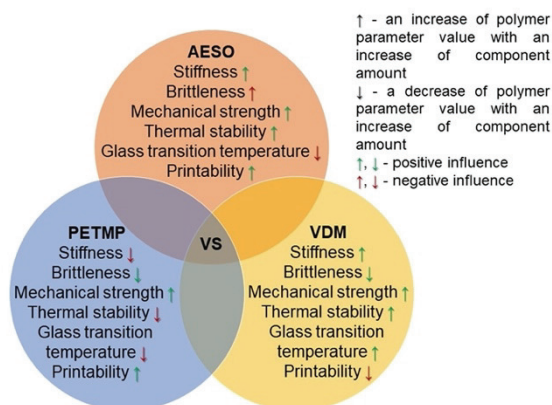 AESO
Stiffness ↑
Brittleness ↑
Mechanical strength ↑
Thermal stability ↑
Glass transition temperature ↓
Printability ↑
PETMP
Stiffness ↓
Brittleness ↓
Mechanical strength ↑
Thermal stability ↓
Glass transition
temperature ↓
Printability ↑
VS
VDM
Stiffness ↑
Brittleness ↓
Mechanical strength ↑
Thermal stability ↑
Glass transition
temperature ↑
Printability ↓
↑ - an increase of polymer
parameter value with an
increase of component
amount
↓ - a decrease of polymer
parameter value with an
increase of component
amount
↑, ↓ - positive influence
↑, ↓ - negative influence